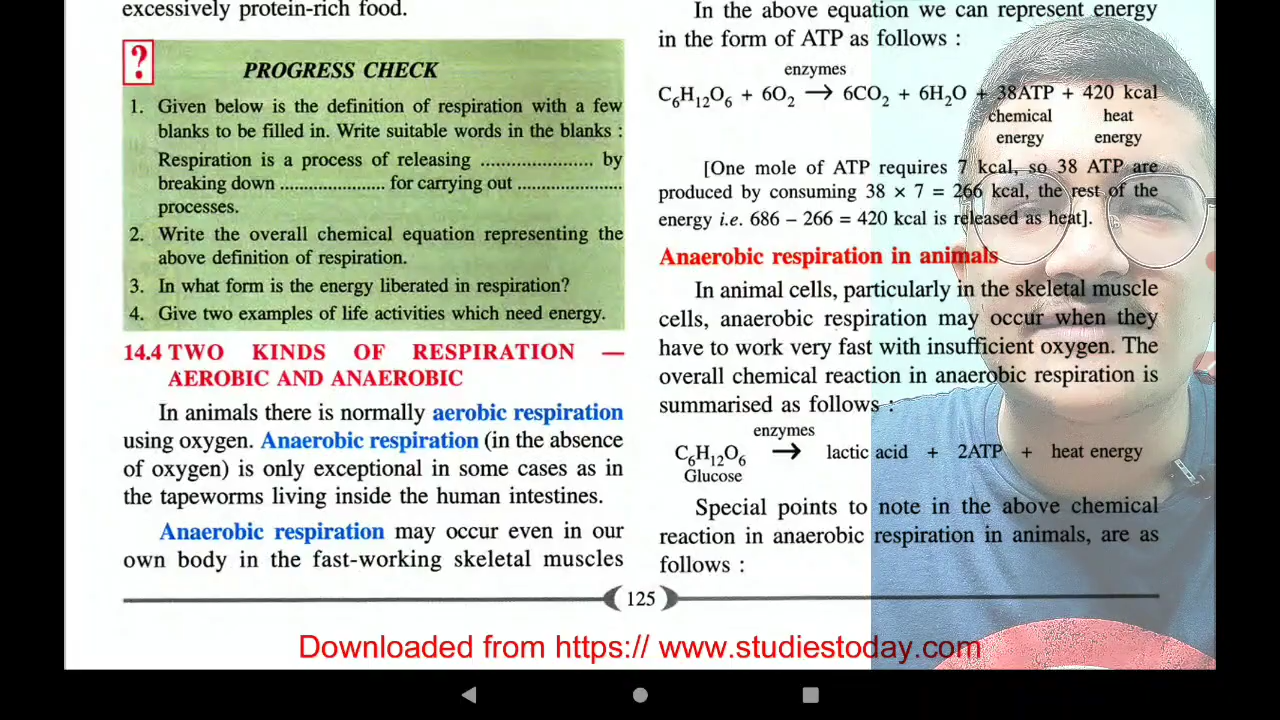 excessively protein-rich food.
?
PROGRESS CHECK
1. Given below is the definition of respiration with a few
blanks to be filled in. Write suitable words in the blanks :
Respiration is a process of releasing ..................... by
breaking down .................... for carrying out ....................
processes.
2. Write the overall chemical equation representing the
above definition of respiration.
3. In what form is the energy liberated in respiration?
4. Give two examples of life activities which need energy.
14.4 TWO KINDS OF RESPIRATION —
AEROBIC AND ANAEROBIC
In animals there is normally aerobic respiration
using oxygen. Anaerobic respiration (in the absence
of oxygen) is only exceptional in some cases as in
the tapeworms living inside the human intestines.
Anaerobic respiration may occur even in our
own body in the fast-working skeletal muscles
In the above equation we can represent energy
in the form of ATP as follows :
enzymes
C₆H₁₂O₆ + 6O₂ → 6CO₂ + 6H₂O + 38ATP + 420 kcal
chemical heat
energy energy
[One mole of ATP requires 7 kcal, so 38 ATP are
produced by consuming 38 × 7 = 266 kcal, the rest of the
energy i.e. 686 – 266 = 420 kcal is released as heat].
Anaerobic respiration in animals
In animal cells, particularly in the skeletal muscle
cells, anaerobic respiration may occur when they
have to work very fast with insufficient oxygen. The
overall chemical reaction in anaerobic respiration is
summarised as follows :
enzymes
C₆H₁₂O₆ → lactic acid + 2ATP + heat energy
Glucose
Special points to note in the above chemical
reaction in anaerobic respiration in animals, are as
follows :
125
Downloaded from https:// www.studiestoday.com